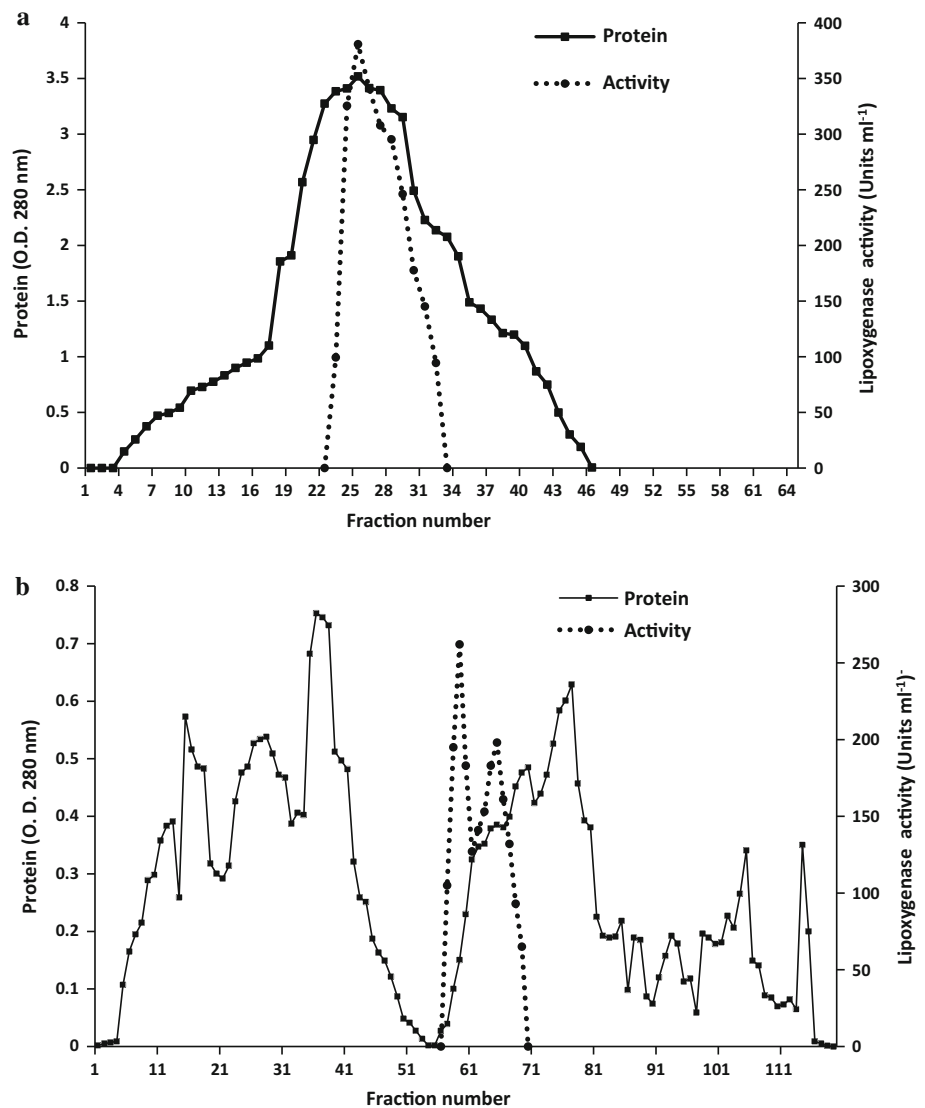 a
Protein
Activity
4
3.5
3
2.5
2
1.5
1
0.5
0
Protein (O.D. 280 nm)
400
350
300
250
200
150
100
50
0
Lipoxygenase activity (Units ml⁻¹)
1 4 7 10 13 16 19 22 25 28 31 34 37 40 43 46 49 52 55 58 61 64
Fraction number
b
Protein
Activity
0.8
0.7
0.6
0.5
0.4
0.3
0.2
0.1
0
Protein (O. D. 280 nm)
300
250
200
150
100
50
0
Lipoxygenase activity (Units ml⁻¹)⁻
1 11 21 31 41 51 61 71 81 91 101 111
Fraction number